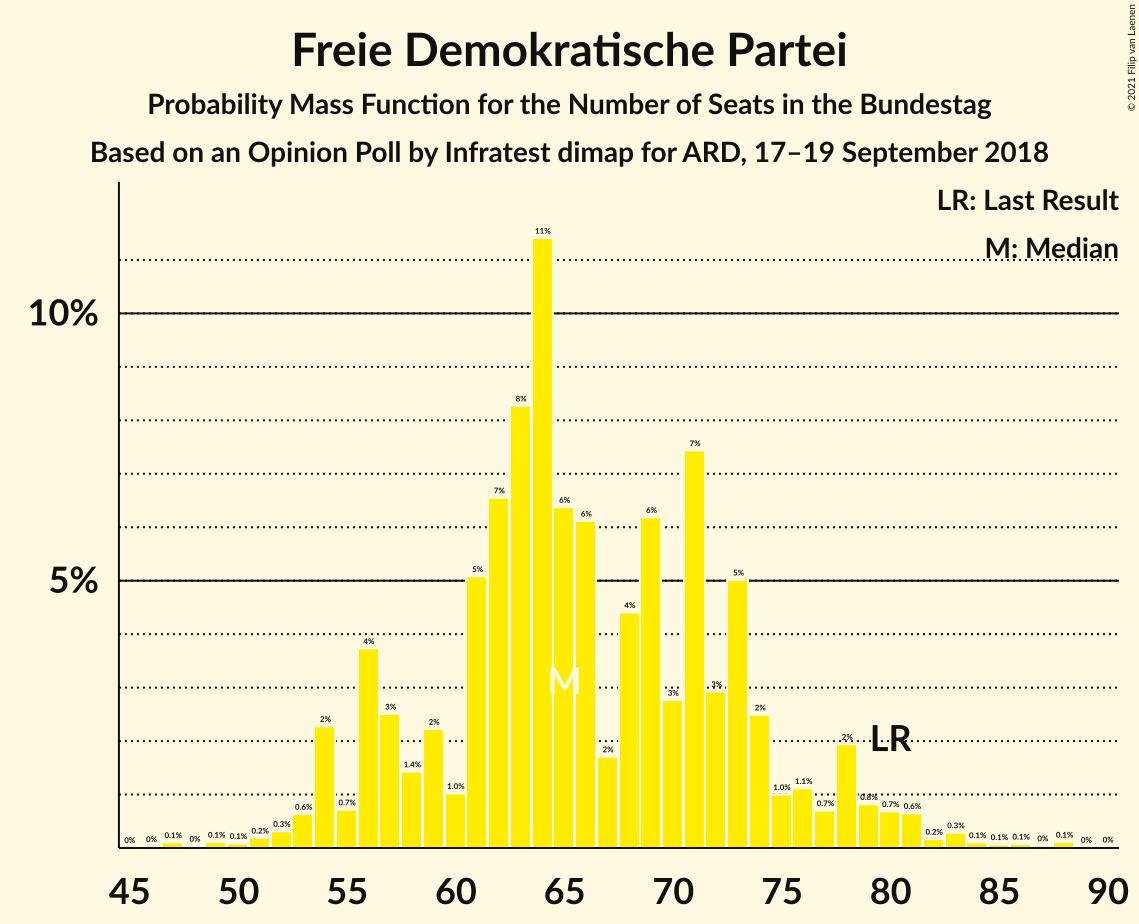 Freie Demokratische Partei
Probability Mass Function for the Number of Seats in the Bundestag
Based on an Opinion Poll by Infratest dimap for ARD, 17–19 September 2018
© 2021 Filip van Laenen
LR: Last Result
M: Median
10%
5%
0% 0% 0.1% 0% 0.1% 0.1% 0.2% 0.3% 0.6% 2% 0.7% 4% 3% 1.4% 2% 1.0% 5% 7% 8% 11% 6% 6% 2% 4% 6% 3% 7% 3% 5% 2% 1.0% 1.1% 0.7% 2% 0.8% 0.7% 0.6% 0.2% 0.3% 0.1% 0.1% 0.1% 0% 0.1% 0% 0%
M
LR
45 50 55 60 65 70 75 80 85 90